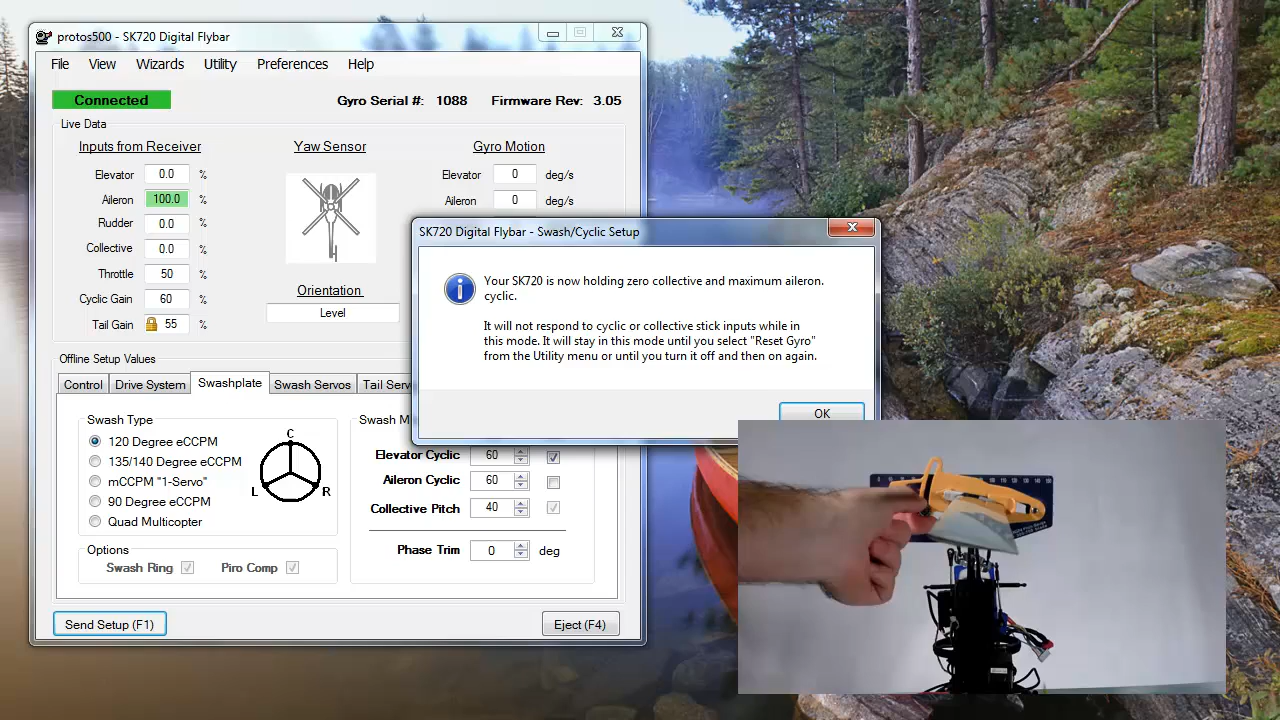 protos500 - SK720 Digital Flybar
File View Wizards Utility Preferences Help
Connected
Gyro Serial #: 1088 Firmware Rev: 3.05
Live Data
Inputs from Receiver
Yaw Sensor
Gyro Motion
Elevator 0.0 %
Elevator 0 deg/s
Aileron 100.0 %
Aileron 0 deg/s
Rudder 0.0 %
Collective 0.0 %
Throttle 50 %
Cyclic Gain 60 %
Tail Gain 55 %
Orientation
Level
SK720 Digital Flybar - Swash/Cyclic Setup
Your SK720 is now holding zero collective and maximum aileron.
cyclic.
It will not respond to cyclic or collective stick inputs while in
this mode. It will stay in this mode until you select "Reset Gyro"
from the Utility menu or until you turn it off and then on again.
OK
Offline Setup Values
Control Drive System Swashplate Swash Servos Tail Serv
Swash Type
120 Degree eCCPM
135/140 Degree eCCPM
mCCPM "1-Servo"
90 Degree eCCPM
Quad Multicopter
C
L R
Options
Swash Ring Piro Comp
Swash M
Elevator Cyclic 60
Aileron Cyclic 60
Collective Pitch 40
Phase Trim 0 deg
Send Setup (F1)
Eject (F4)